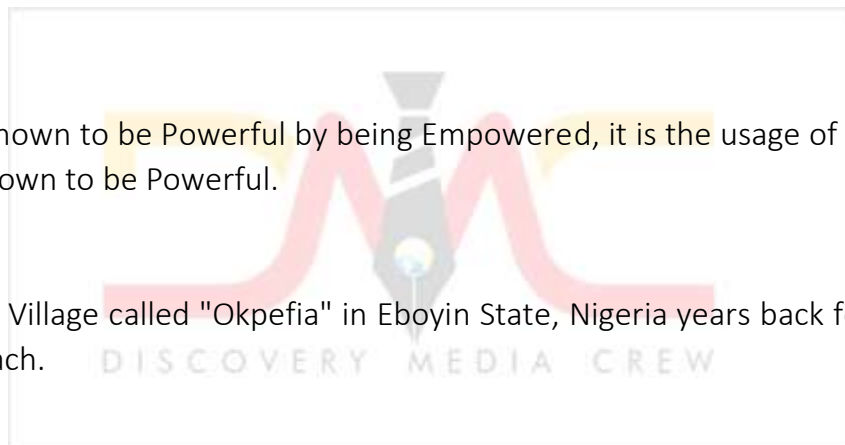 nown to be Powerful by being Empowered, it is the usage of
own to be Powerful.
Village called "Okpefia" in Eboyin State, Nigeria years back f
ach.
DISCOVERY MEDIA CREW